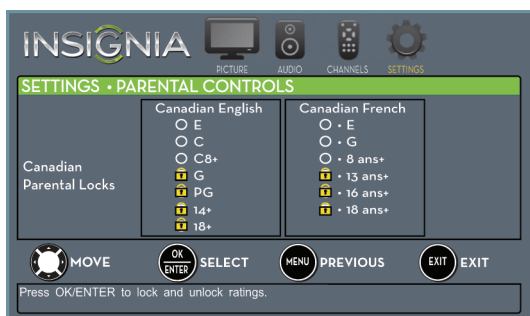 INSIGNIA
PICTURE AUDIO CHANNELS SETTINGS
SETTINGS • PARENTAL CONTROLS
Canadian Parental Locks
Canadian English
E
C
C8+
G
PG
14+
18+
Canadian French
• E
• G
• 8 ans+
• 13 ans+
• 16 ans+
• 18 ans+
MOVE
OK
ENTER
SELECT
MENU
PREVIOUS
EXIT
EXIT
Press OK/ENTER to lock and unlock ratings.